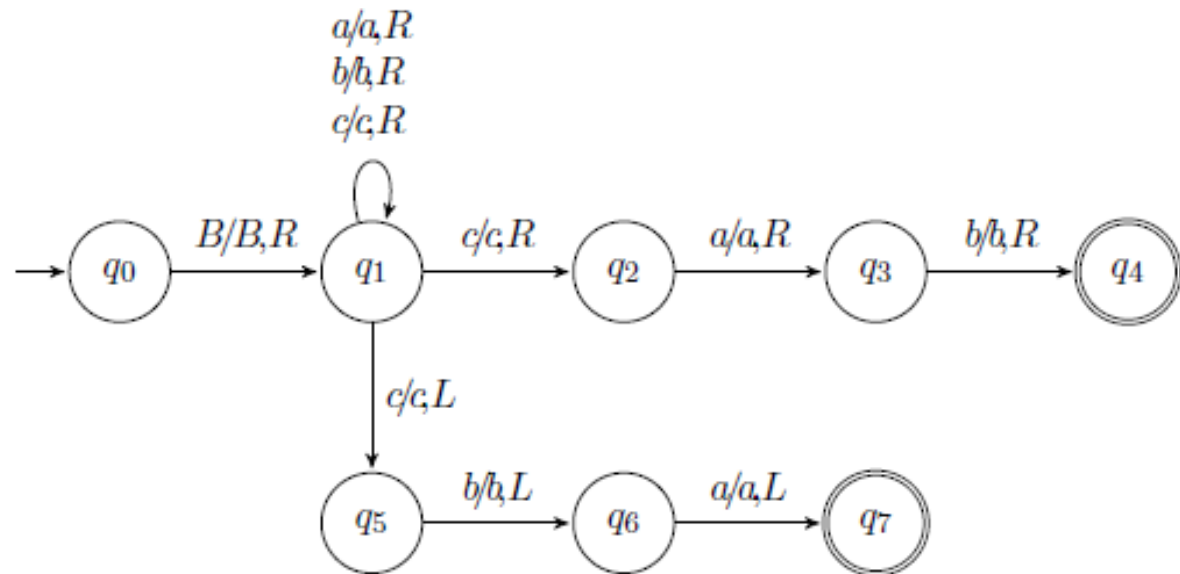 a/a,R
b/b,R
c/c,R
B/B,R c/c,R a/a,R b/b,R
q0 q1 q2 q3 q4
c/c,L
b/b,L a/a,L
q5 q6 q7